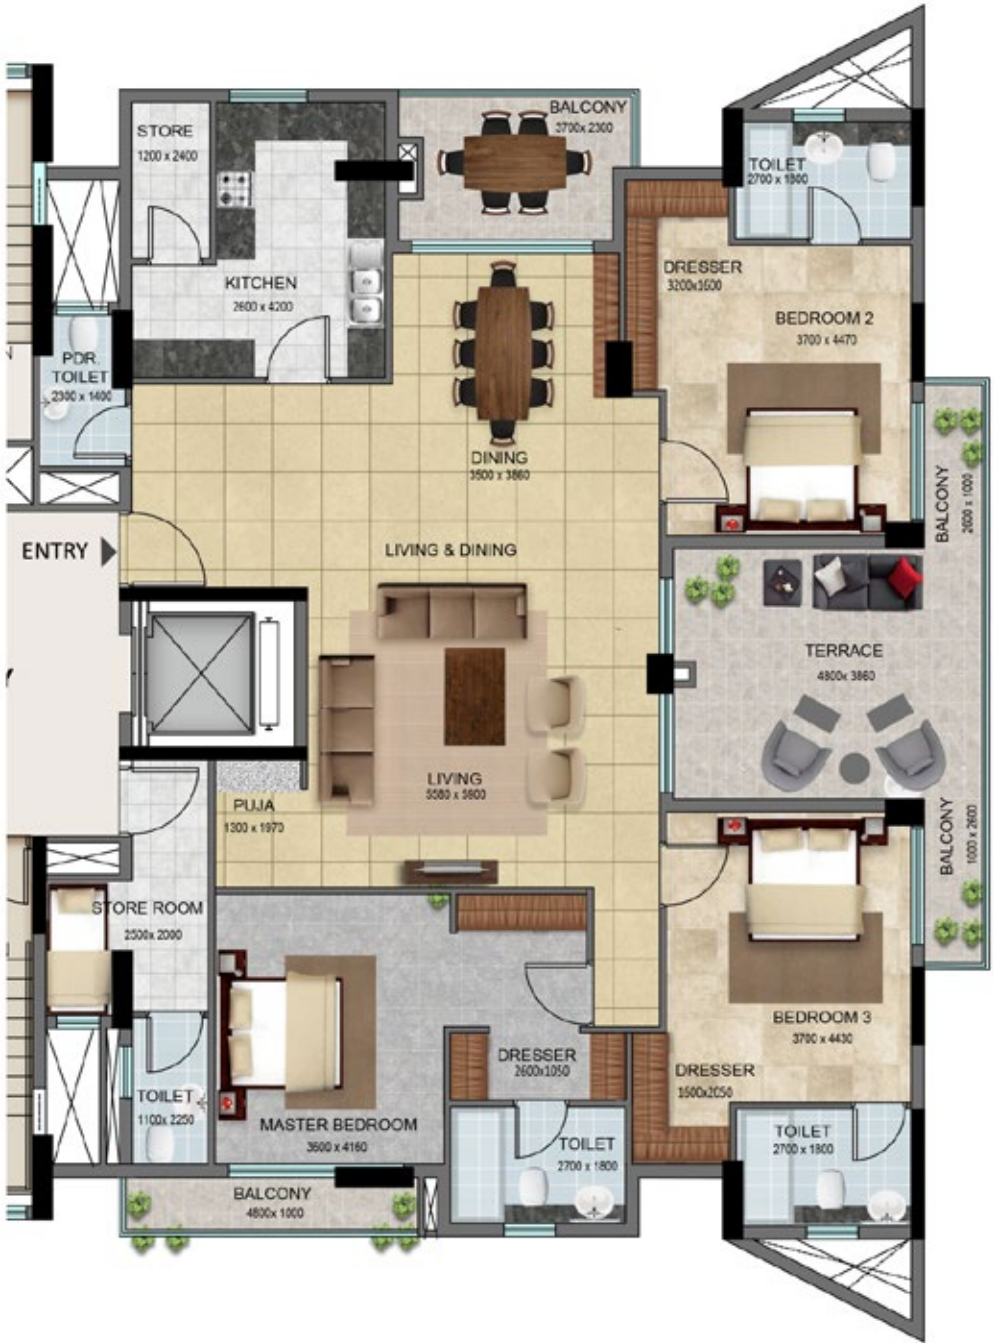 BALCONY
3700x 2300
STORE
1200 x 2400
TOILET
2700 x 1800
DRESSER
3200x1600
KITCHEN
2600 x 4200
BEDROOM 2
3700 x 4470
PDR.
TOILET
2300 x 1400
DINING
3500 x 3860
BALCONY
2600 x 1000
ENTRY
LIVING & DINING
TERRACE
4800x 3860
LIVING
5580 x 5800
PUJA
1300 x 1970
BALCONY
1000 x 2600
STORE ROOM
2500x 2000
BEDROOM 3
3700 x 4430
DRESSER
2600x1050
DRESSER
1500x2050
TOILET
1100x 2250
MASTER BEDROOM
3600 x 4160
TOILET
2700 x 1800
TOILET
2700 x 1800
BALCONY
4800x 1000